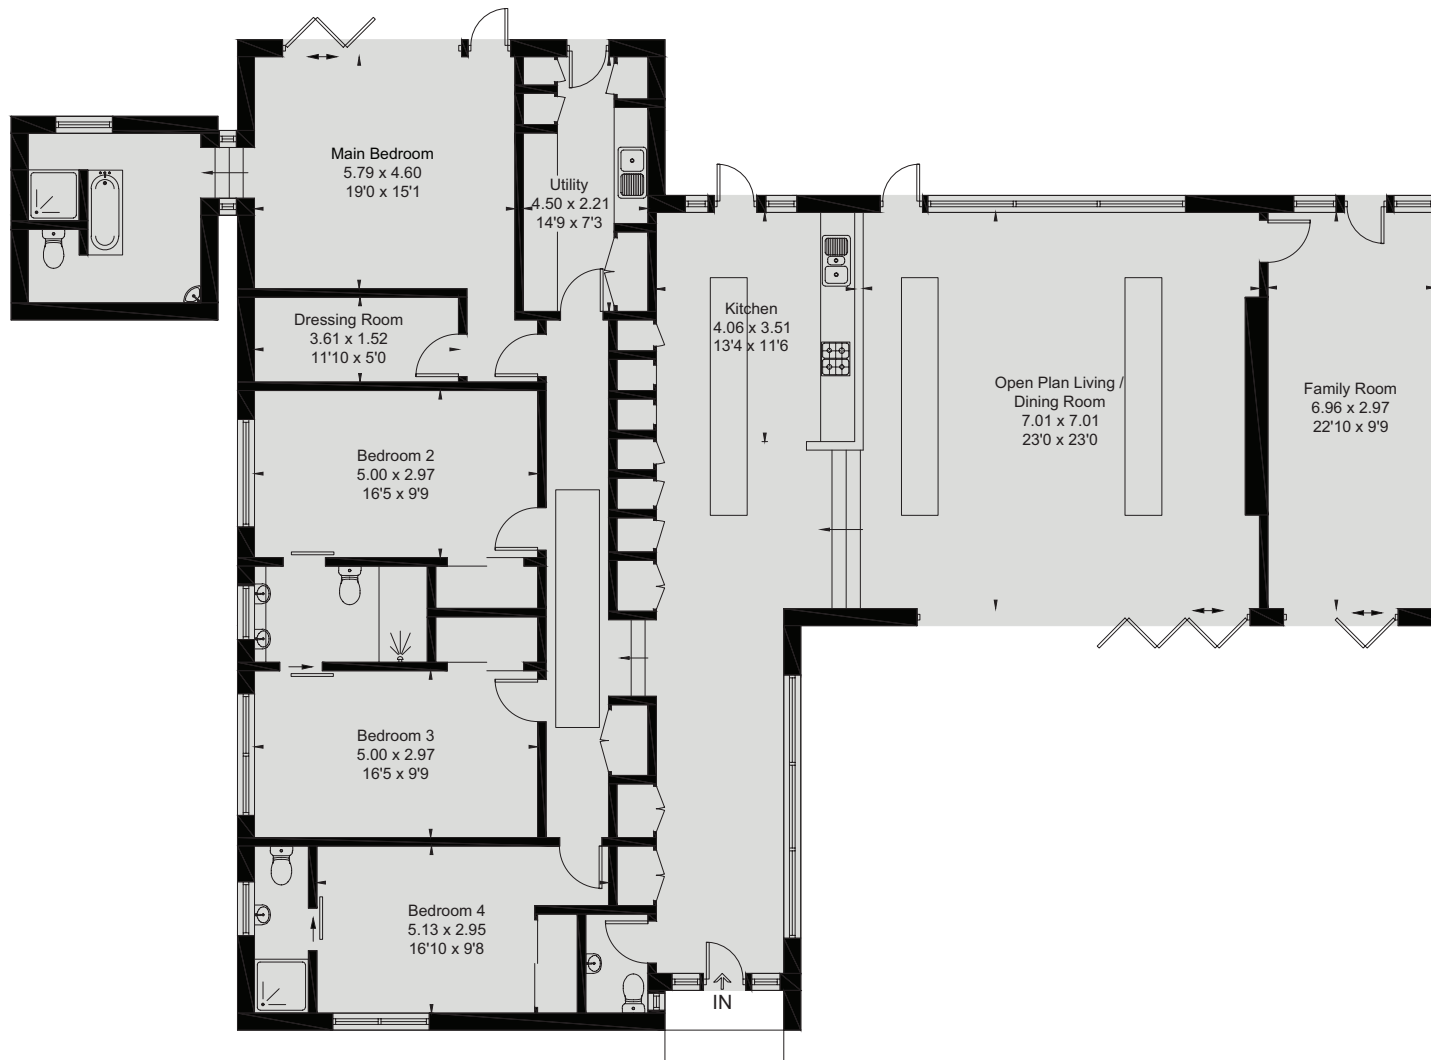 Main Bedroom
5.79 x 4.60
19'0 x 15'1
Utility
4.50 x 2.21
14'9 x 7'3
Dressing Room
3.61 x 1.52
11'10 x 5'0
Kitchen
4.06 x 3.51
13'4 x 11'6
Open Plan Living /
Dining Room
7.01 x 7.01
23'0 x 23'0
Family Room
6.96 x 2.97
22'10 x 9'9
Bedroom 2
5.00 x 2.97
16'5 x 9'9
Bedroom 3
5.00 x 2.97
16'5 x 9'9
Bedroom 4
5.13 x 2.95
16'10 x 9'8
IN